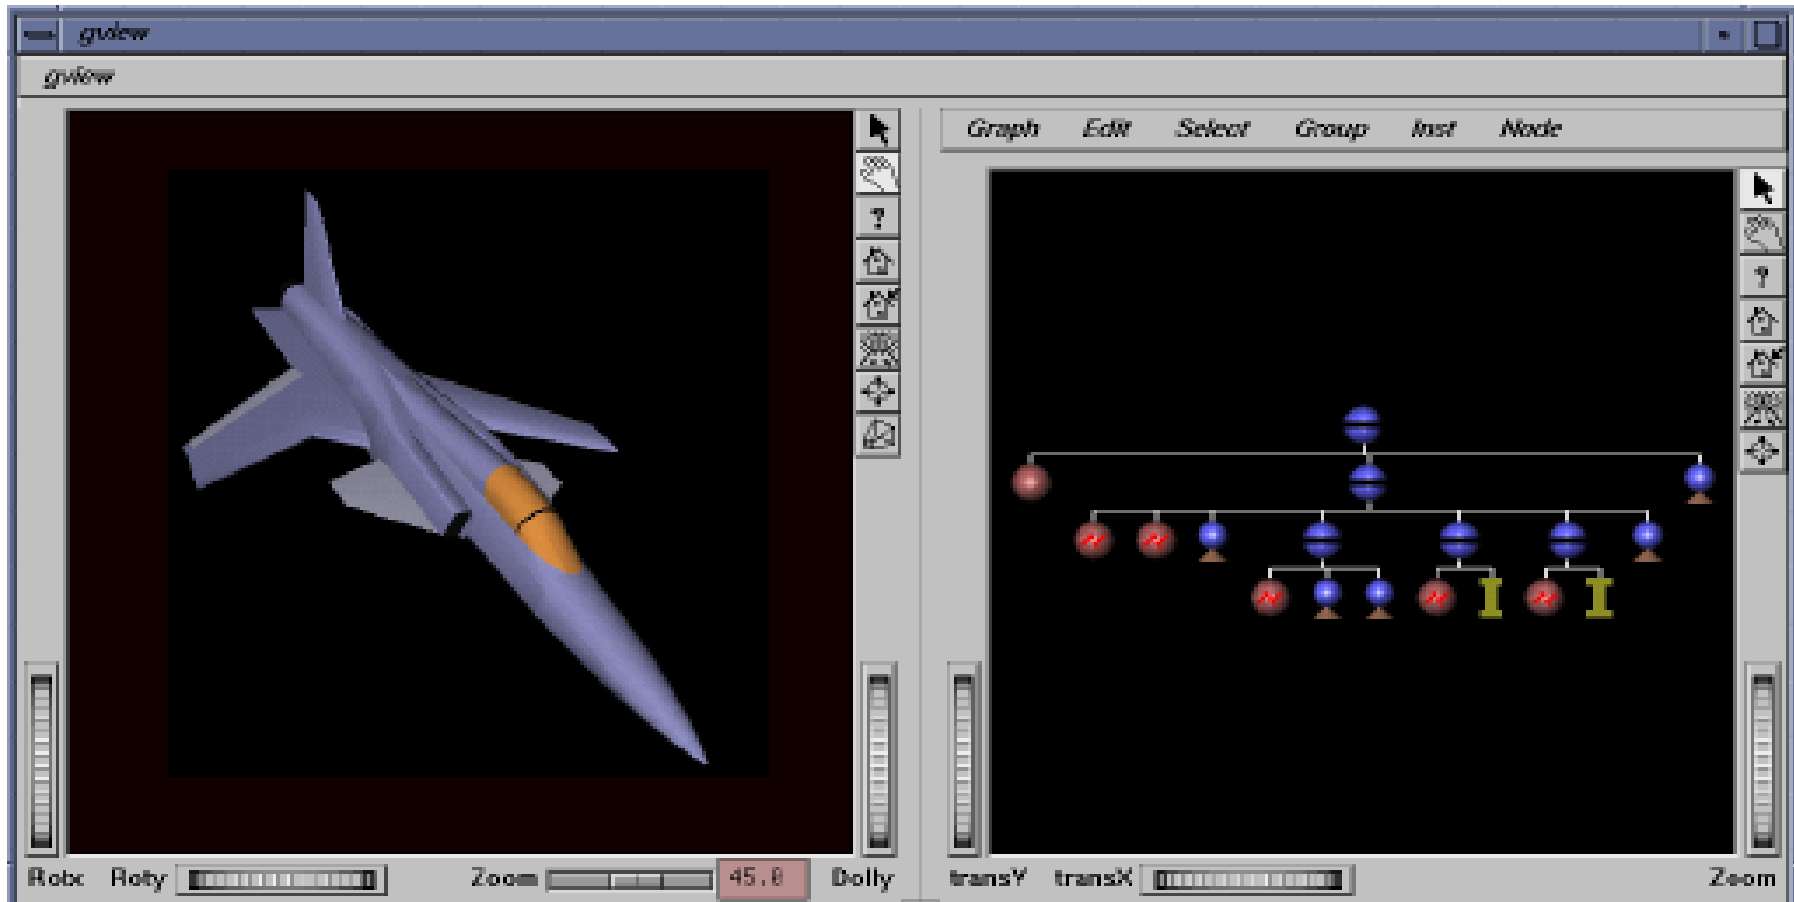 gview
gview
Graph Edit Select Group Inst Node
?
?
Rotx Roty Zoom 45.0 Dolly transY transX Zoom